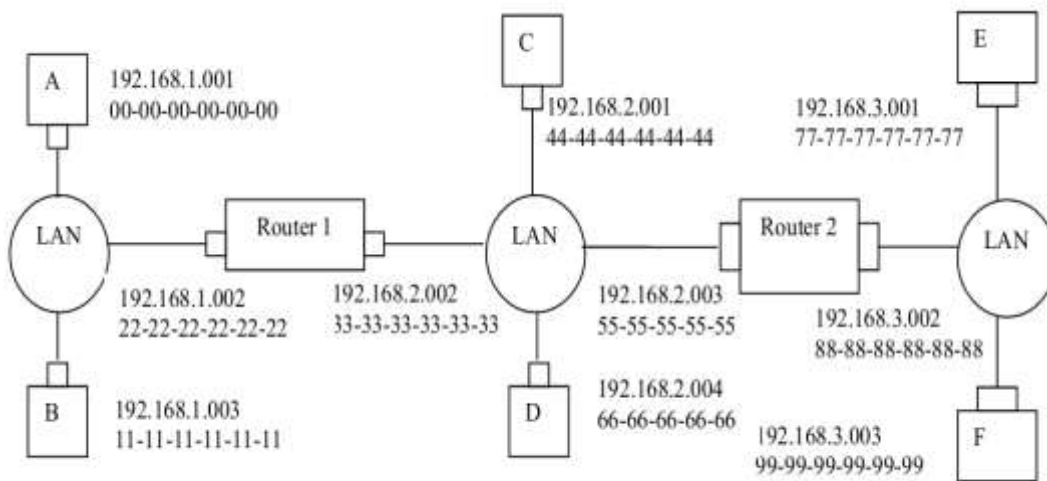 A
192.168.1.001
00-00-00-00-00-00
C
192.168.2.001
44-44-44-44-44-44
E
192.168.3.001
77-77-77-77-77-77
LAN
Router 1
LAN
Router 2
LAN
192.168.1.002
22-22-22-22-22-22
192.168.2.002
33-33-33-33-33-33
192.168.2.003
55-55-55-55-55
192.168.3.002
88-88-88-88-88-88
B
192.168.1.003
11-11-11-11-11-11
D
192.168.2.004
66-66-66-66-66
192.168.3.003
99-99-99-99-99-99
F